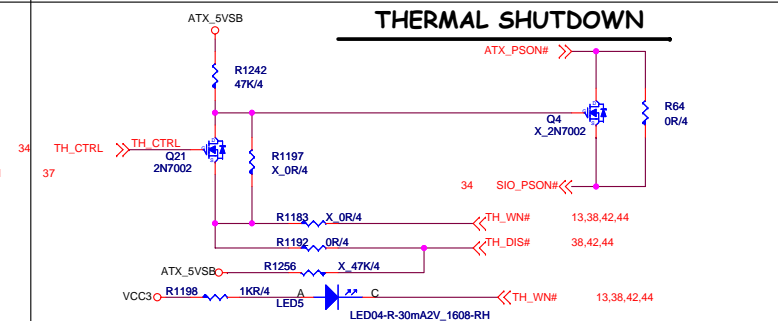 THERMAL SHUTDOWN
ATX_5VSB
ATX_PSON#
R1242
47K/4
R64
0R/4
Q4
X_2N7002
34 TH_CTRL TH_CTRL
Q21
2N7002
R1197
X_0R/4
37
34 SIO_PSON#
R1183 X_0R/4 TH_WN# 13,38,42,44
R1192 0R/4 TH_DIS# 38,42,44
ATX_5VSB R1256 X_47K/4
VCC3 R1198 1KR/4 A C TH_WN# 13,38,42,44
LED5
LED04-R-30mA2V_1608-RH